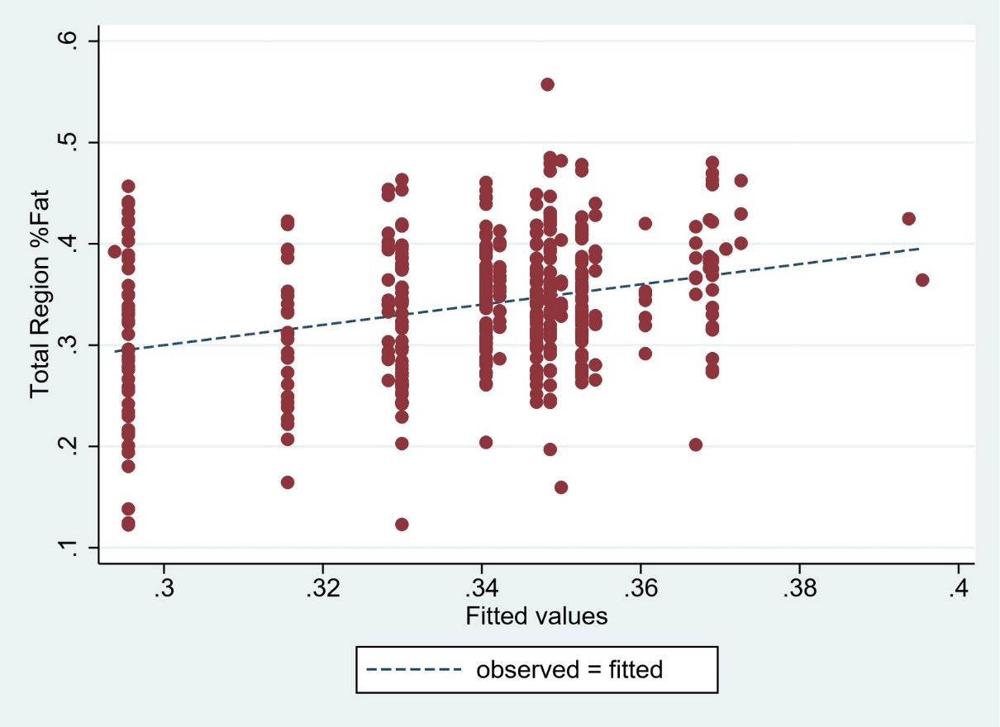 .6
.5
.4
.3
.2
.1
Total Region %Fat
.3 .32 .34 .36 .38 .4
Fitted values
observed = fitted